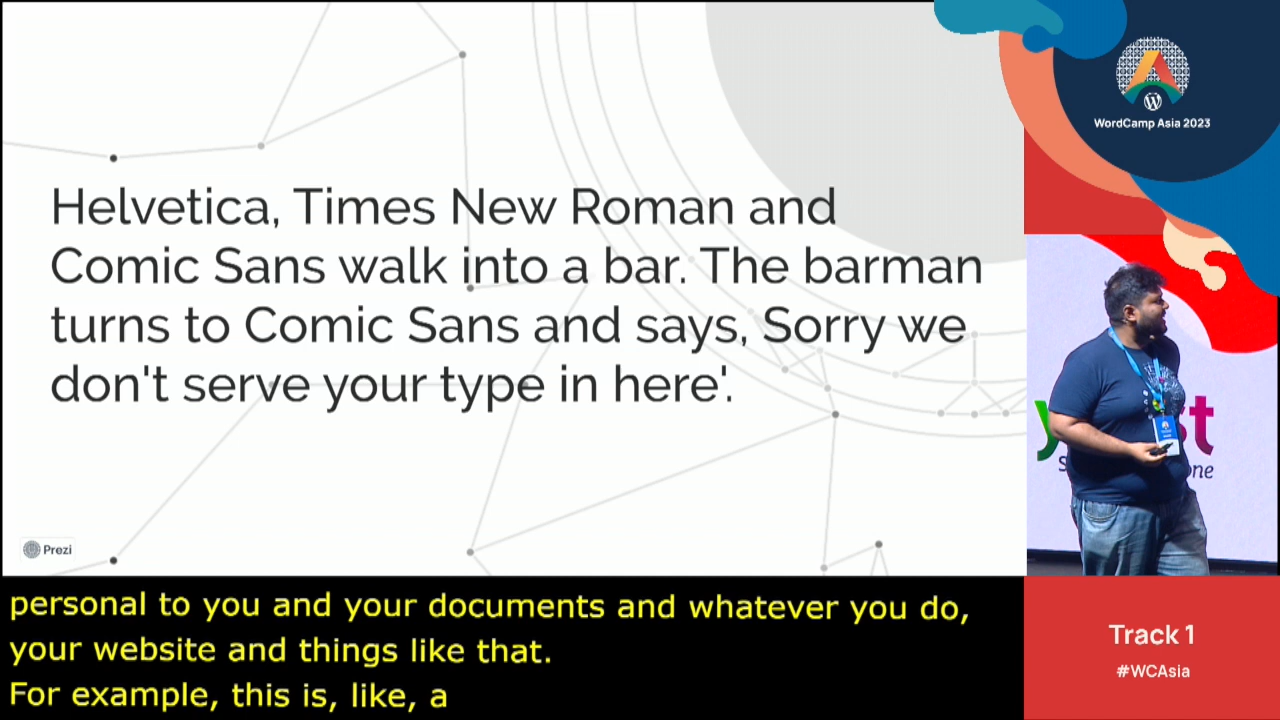 WordCamp Asia 2023
Helvetica, Times New Roman and
Comic Sans walk into a bar. The barman
turns to Comic Sans and says, Sorry we
don't serve your type in here'.
Prezi
st
one
personal to you and your documents and whatever you do,
your website and things like that.
For example, this is, like, a
Track 1
#WCAsia